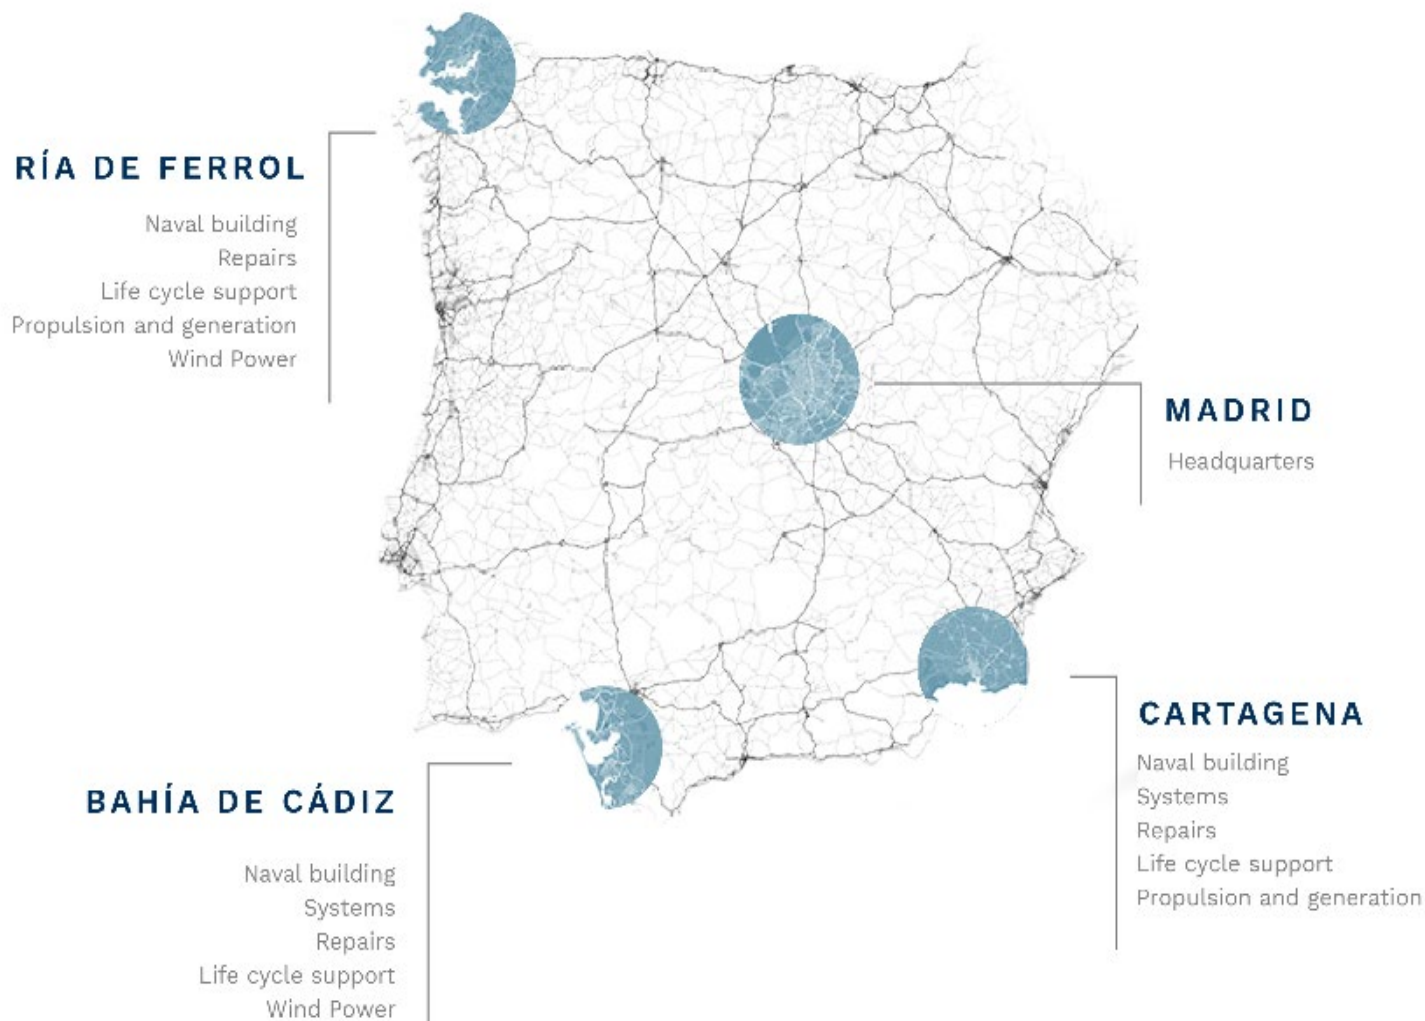 RÍA DE FERROL
Naval building
Repairs
Life cycle support
Propulsion and generation
Wind Power
MADRID
Headquarters
CARTAGENA
Naval building
Systems
Repairs
Life cycle support
Propulsion and generation
BAHÍA DE CÁDIZ
Naval building
Systems
Repairs
Life cycle support
Wind Power